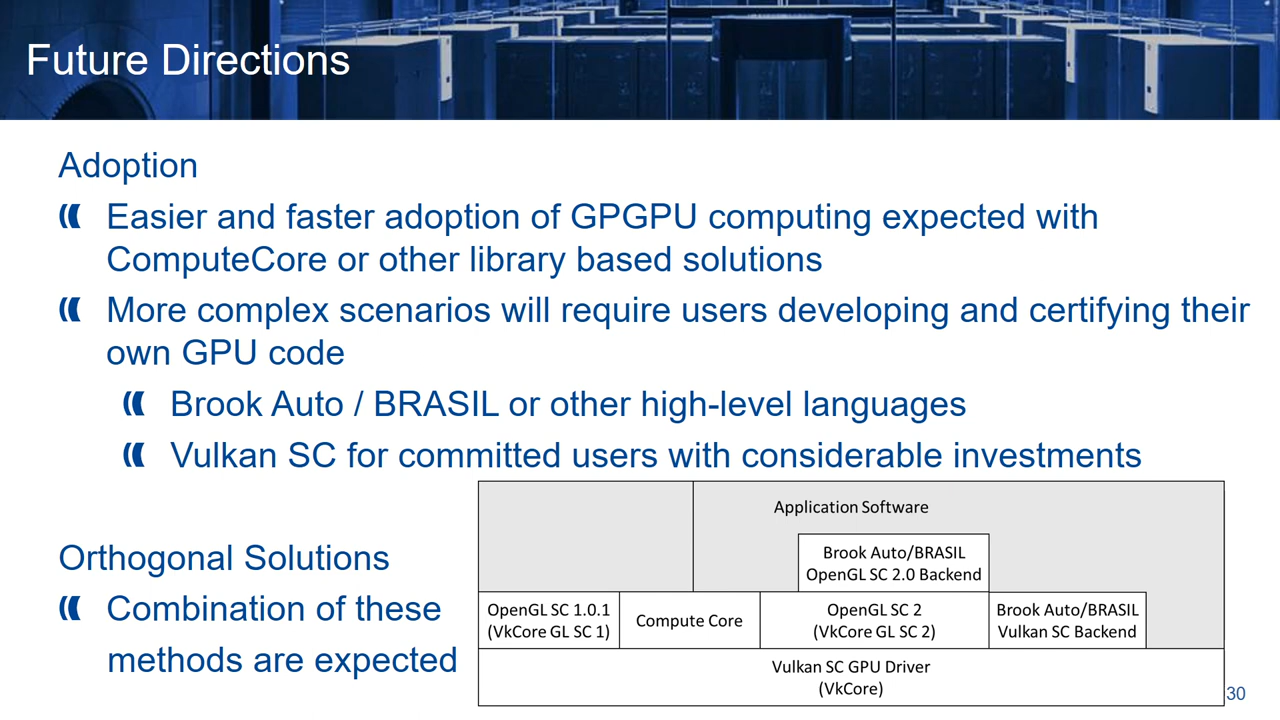 Future Directions
Adoption
Easier and faster adoption of GPGPU computing expected with
ComputeCore or other library based solutions
More complex scenarios will require users developing and certifying their
own GPU code
Brook Auto / BRASIL or other high-level languages
Vulkan SC for committed users with considerable investments
Orthogonal Solutions
Combination of these
methods are expected
Application Software
Brook Auto/BRASIL
OpenGL SC 2.0 Backend
OpenGL SC 1.0.1
(VkCore GL SC 1)
Compute Core
OpenGL SC 2
(VkCore GL SC 2)
Brook Auto/BRASIL
Vulkan SC Backend
Vulkan SC GPU Driver
(VkCore)
30